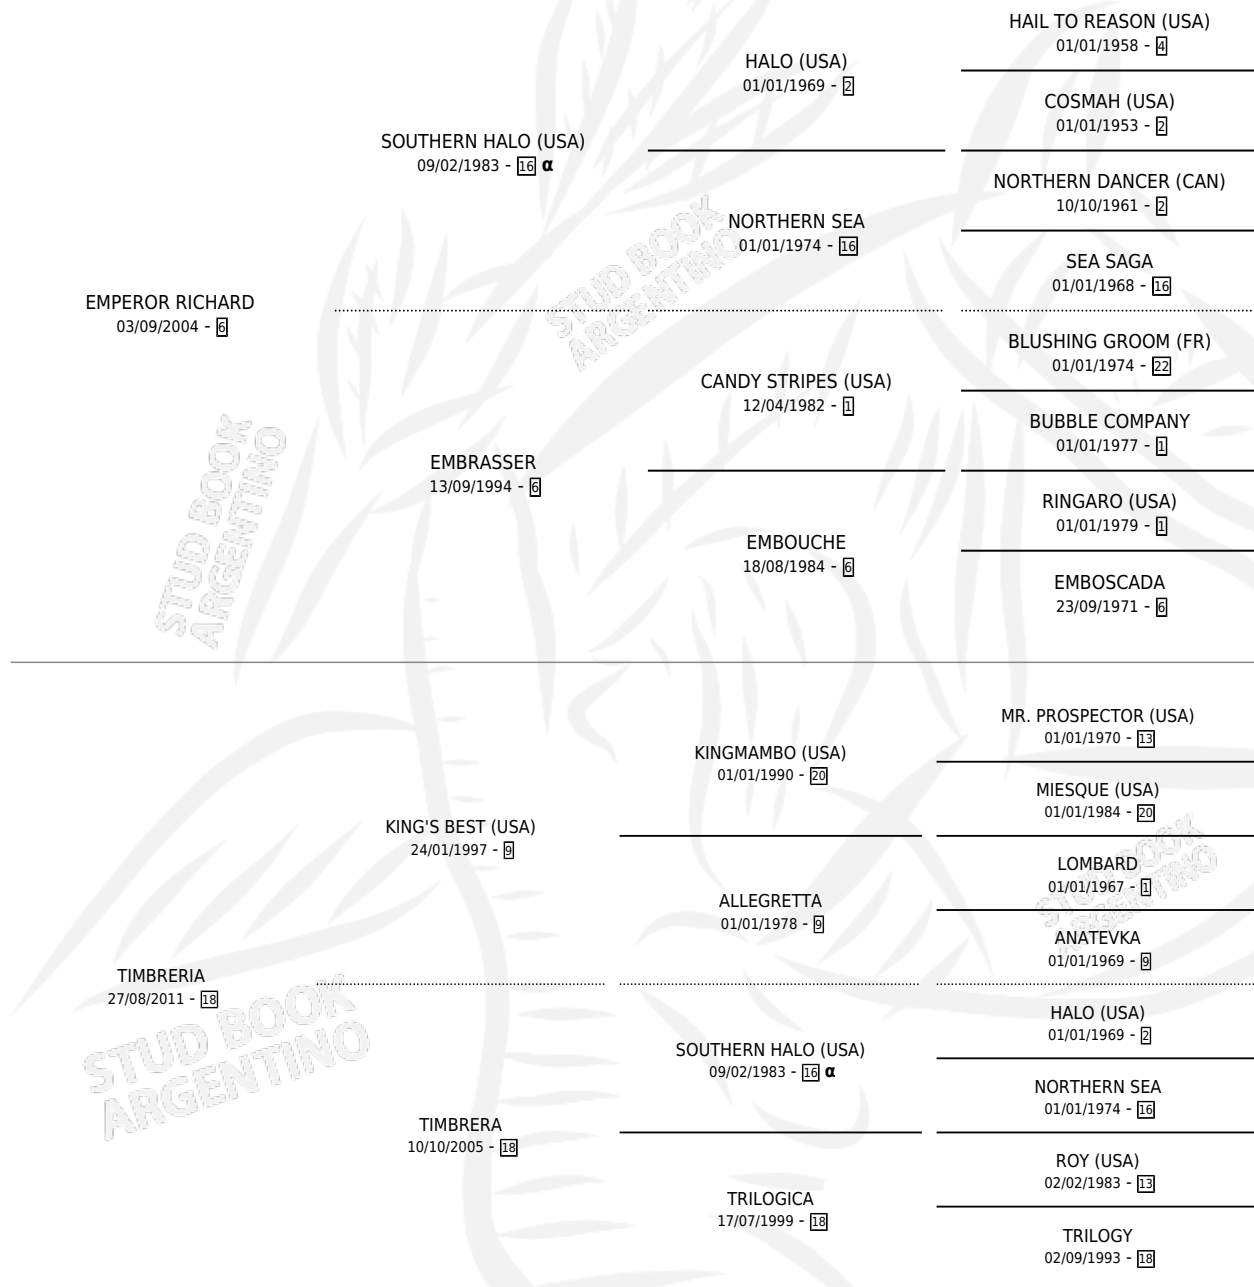 HAIL TO REASON (USA)
01/01/1958 - 4
HALO (USA)
01/01/1969 - 2
COSMAH (USA)
01/01/1953 - 2
SOUTHERN HALO (USA)
09/02/1983 - 16 α
NORTHERN DANCER (CAN)
10/10/1961 - 2
NORTHERN SEA
01/01/1974 - 16
SEA SAGA
01/01/1968 - 16
EMPEROR RICHARD
03/09/2004 - 6
BLUSHING GROOM (FR)
01/01/1974 - 22
CANDY STRIPES (USA)
12/04/1982 - 1
BUBBLE COMPANY
01/01/1977 - 1
EMBRASSER
13/09/1994 - 6
RINGARO (USA)
01/01/1979 - 1
EMBOUCHE
18/08/1984 - 6
EMBOSCADA
23/09/1971 - 6
MR. PROSPECTOR (USA)
01/01/1970 - 13
KINGMAMBO (USA)
01/01/1990 - 20
MIESQUE (USA)
01/01/1984 - 20
KING'S BEST (USA)
24/01/1997 - 9
LOMBARD
01/01/1967 - 1
ALLEGRETTA
01/01/1978 - 9
ANATEVKA
01/01/1969 - 9
TIMBRERIA
27/08/2011 - 18
HALO (USA)
01/01/1969 - 2
SOUTHERN HALO (USA)
09/02/1983 - 16 α
NORTHERN SEA
01/01/1974 - 16
TIMBRERA
10/10/2005 - 18
ROY (USA)
02/02/1983 - 13
TRILOGICA
17/07/1999 - 18
TRILOGY
02/09/1993 - 18
STUD BOOK
ARGENTINO
STUD BOOK
ARGENTINO
STUD BOOK
ARGENTINO
STUD BOOK
ARGENTINO